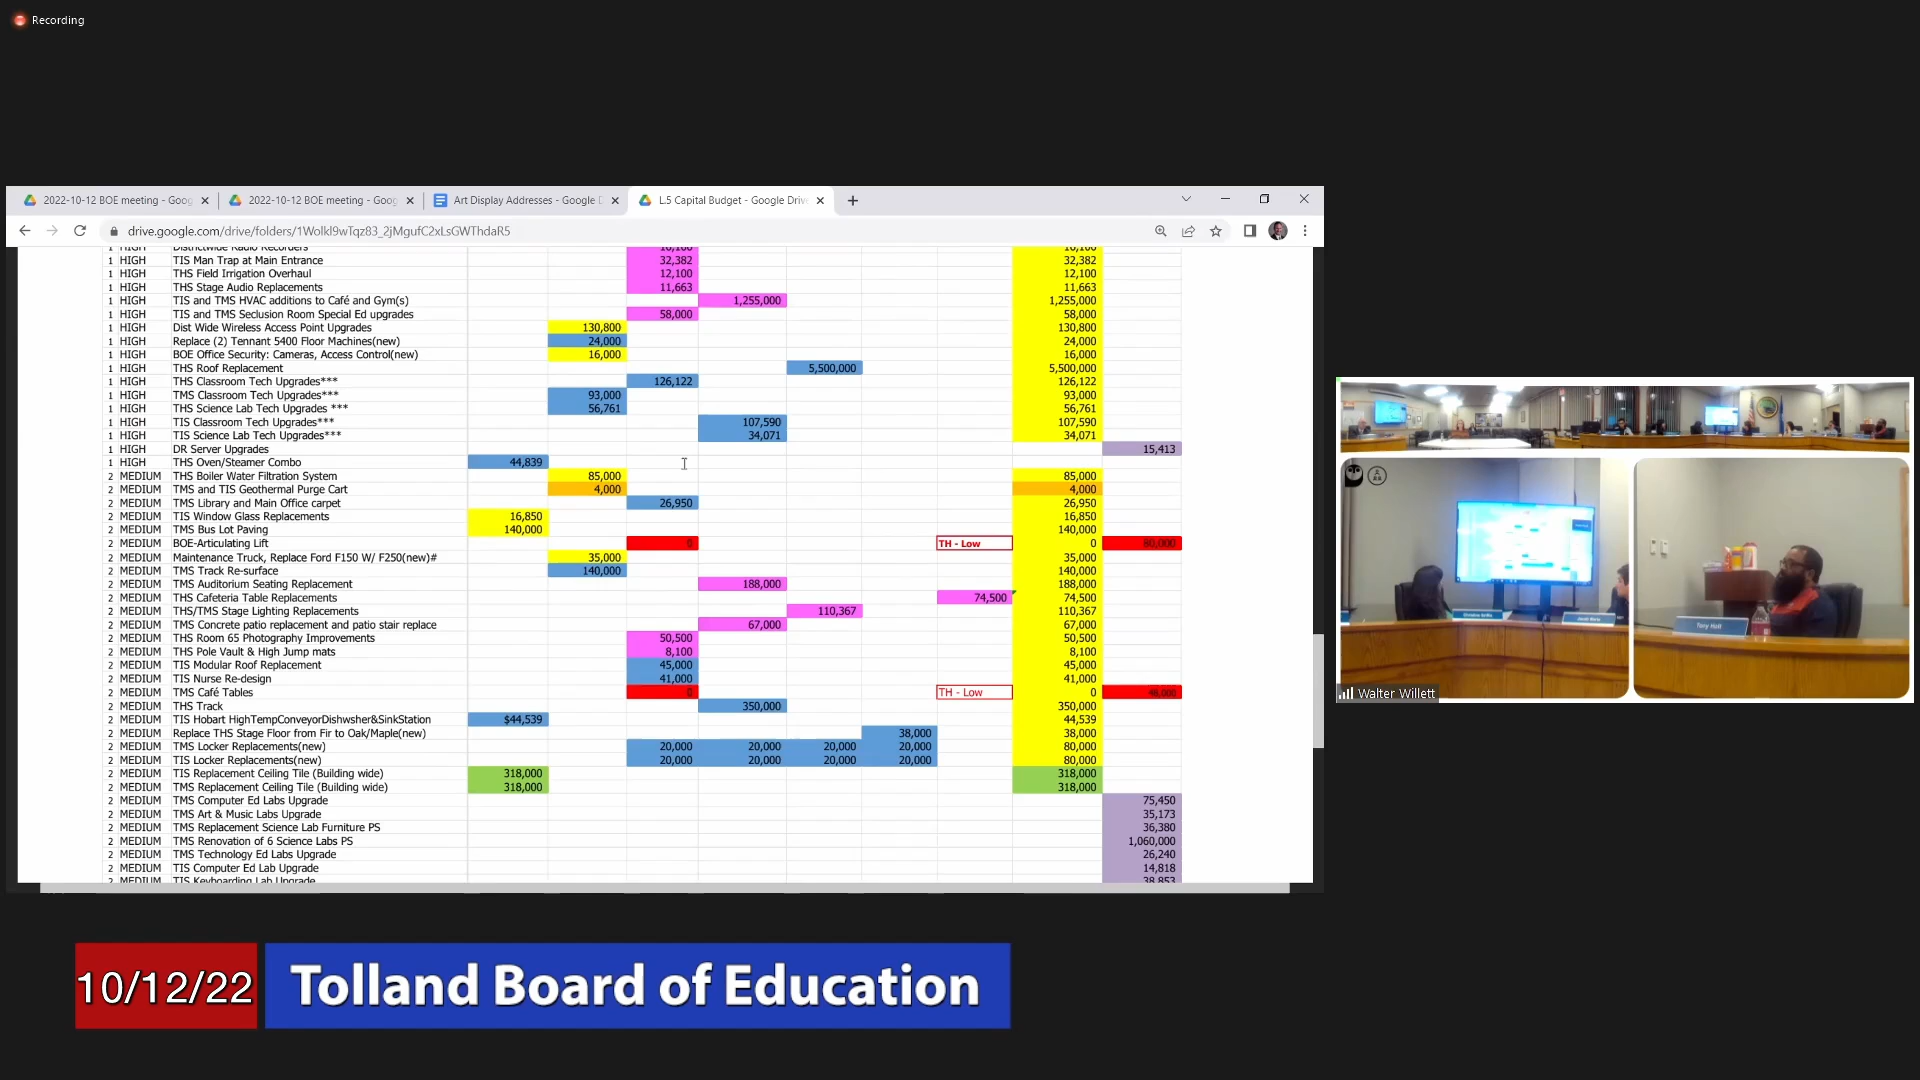 Recording
2022-10-12 BOE meeting - Goog
2022-10-12 BOE meeting - Goog
Art Display Addresses - Google D
L.5 Capital Budget - Google Driv
drive.google.com/drive/folders/1Wolkl9wTqz83_2jMgufC2xLsGWThdaR5
1 HIGH Districtwide Radio Recorders
1 HIGH TIS Man Trap at Main Entrance 32,382 32,382
1 HIGH THS Field Irrigation Overhaul 12,100 12,100
1 HIGH THS Stage Audio Replacements 11,663 11,663
1 HIGH TIS and TMS HVAC additions to Café and Gym(s) 1,255,000 1,255,000
1 HIGH TIS and TMS Seclusion Room Special Ed upgrades 58,000 58,000
1 HIGH Dist Wide Wireless Access Point Upgrades 130,800 130,800
1 HIGH Replace (2) Tennant 5400 Floor Machines(new) 24,000 24,000
1 HIGH BOE Office Security: Cameras, Access Control(new) 16,000 16,000
1 HIGH THS Roof Replacement 5,500,000 5,500,000
1 HIGH THS Classroom Tech Upgrades*** 126,122 126,122
1 HIGH TMS Classroom Tech Upgrades*** 93,000 93,000
1 HIGH THS Science Lab Tech Upgrades *** 56,761 56,761
1 HIGH TIS Classroom Tech Upgrades*** 107,590 107,590
1 HIGH TIS Science Lab Tech Upgrades*** 34,071 34,071
1 HIGH DR Server Upgrades 15,413
1 HIGH THS Oven/Steamer Combo 44,839
2 MEDIUM THS Boiler Water Filtration System 85,000 85,000
2 MEDIUM TMS and TIS Geothermal Purge Cart 4,000 4,000
2 MEDIUM TMS Library and Main Office carpet 26,950 26,950
2 MEDIUM TIS Window Glass Replacements 16,850 16,850
2 MEDIUM TMS Bus Lot Paving 140,000 140,000
2 MEDIUM BOE-Articulating Lift 0 TH - Low 0
2 MEDIUM Maintenance Truck, Replace Ford F150 W/ F250(new)# 35,000 35,000
2 MEDIUM TMS Track Re-surface 140,000 140,000
2 MEDIUM TMS Auditorium Seating Replacement 188,000 188,000
2 MEDIUM THS Cafeteria Table Replacements 74,500 74,500
2 MEDIUM THS/TMS Stage Lighting Replacements 110,367 110,367
2 MEDIUM TMS Concrete patio replacement and patio stair replace 67,000 67,000
2 MEDIUM THS Room 65 Photography Improvements 50,500 50,500
2 MEDIUM THS Pole Vault & High Jump mats 8,100 8,100
2 MEDIUM TIS Modular Roof Replacement 45,000 45,000
2 MEDIUM TIS Nurse Re-design 41,000 41,000
2 MEDIUM TMS Café Tables 0 TH - Low 0
2 MEDIUM THS Track 350,000 350,000
2 MEDIUM TIS Hobart HighTempConveyorDishwsher&SinkStation $44,539 44,539
2 MEDIUM Replace THS Stage Floor from Fir to Oak/Maple(new) 38,000 38,000
2 MEDIUM TMS Locker Replacements(new) 20,000 20,000 20,000 20,000 80,000
2 MEDIUM TIS Locker Replacements(new) 20,000 20,000 20,000 20,000 80,000
2 MEDIUM TIS Replacement Ceiling Tile (Building wide) 318,000 318,000
2 MEDIUM TMS Replacement Ceiling Tile (Building wide) 318,000 318,000
2 MEDIUM TMS Computer Ed Labs Upgrade 75,450
2 MEDIUM TMS Art & Music Labs Upgrade 35,173
2 MEDIUM TMS Replacement Science Lab Furniture PS 36,380
2 MEDIUM TMS Renovation of 6 Science Labs PS 1,060,000
2 MEDIUM TMS Technology Ed Labs Upgrade 26,240
2 MEDIUM TIS Computer Ed Lab Upgrade 14,818
2 MEDIUM TIS Keyboarding Lab Upgrade 38,853
Tony Holt
Walter Willett
10/12/22 Tolland Board of Education